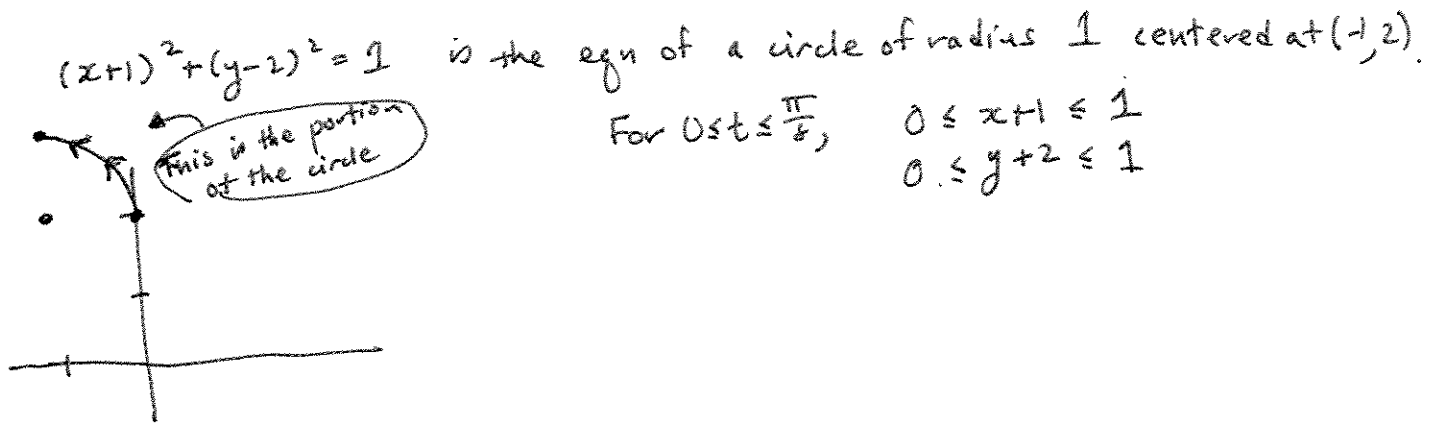 (x+1)²+(y-2)² = 1 is the eqn of a circle of radius 1 centered at (-1,2).
This is the portion
of the circle
For 0≤t≤π/8, 0 ≤ x+1 ≤ 1
0 ≤ y+2 ≤ 1